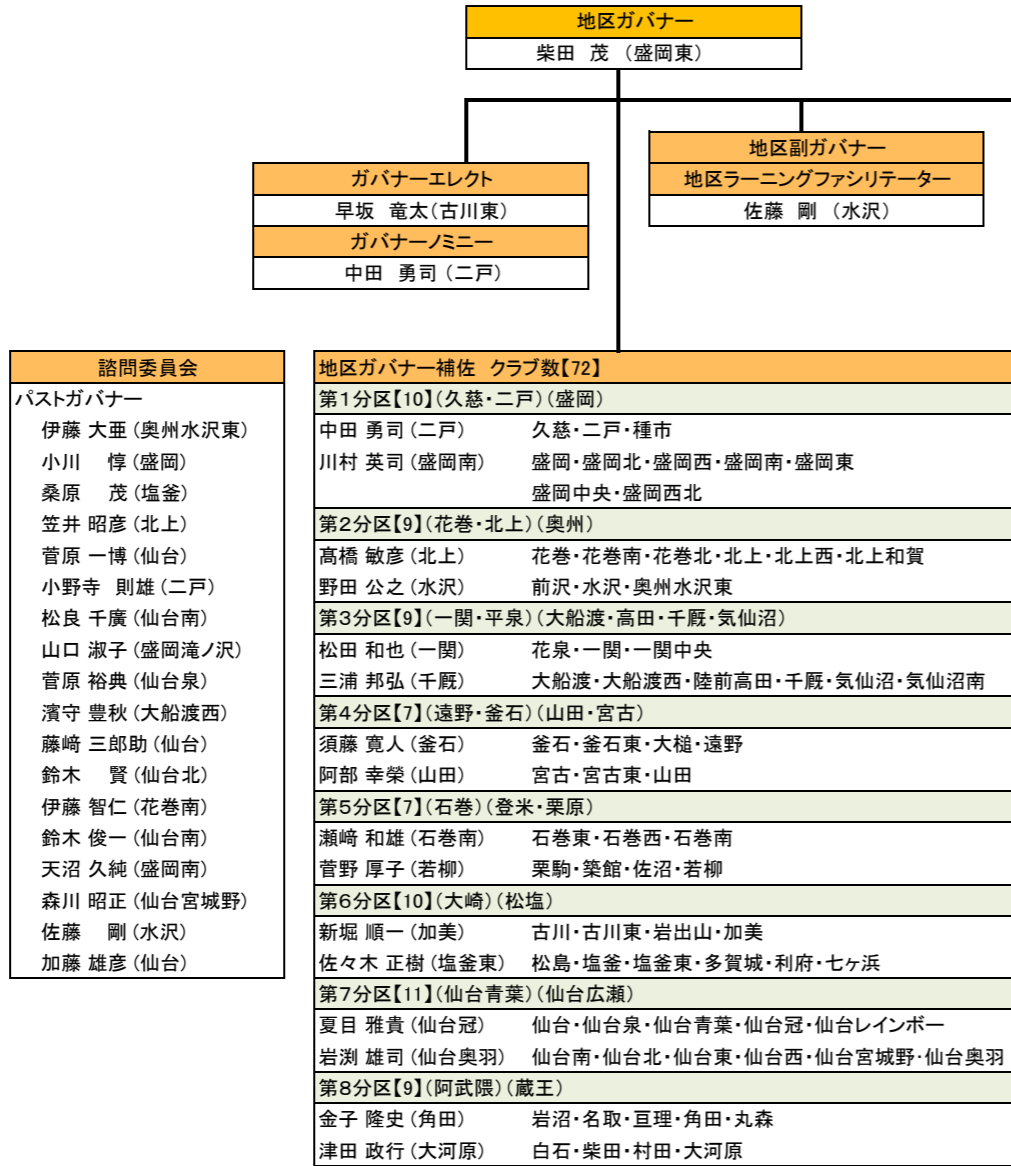 地区ガバナー
柴田 茂 (盛岡東)
地区副ガバナー
地区ラーニングファシリテーター
佐藤 剛 (水沢)
ガバナーエレクト
早坂 竜太(古川東)
ガバナーノミニー
中田 勇司(二戸)
諮問委員会
パストガバナー
伊藤 大亜(奥州水沢東)
小川 惇(盛岡)
桑原 茂(塩釜)
笠井 昭彦(北上)
菅原 一博(仙台)
小野寺 則雄(二戸)
松良 千廣(仙台南)
山口 淑子(盛岡滝ノ沢)
菅原 裕典(仙台泉)
濱守 豊秋(大船渡西)
藤﨑 三郎助(仙台)
鈴木 賢(仙台北)
伊藤 智仁(花巻南)
鈴木 俊一(仙台南)
天沼 久純(盛岡南)
森川 昭正(仙台宮城野)
佐藤 剛(水沢)
加藤 雄彦(仙台)
地区ガバナー補佐 クラブ数【72】
第1分区【10】(久慈・二戸)(盛岡)
中田 勇司(二戸) 久慈・二戸・種市
川村 英司(盛岡南) 盛岡・盛岡北・盛岡西・盛岡南・盛岡東
盛岡中央・盛岡西北
第2分区【9】(花巻・北上)(奥州)
髙橋 敏彦(北上) 花巻・花巻南・花巻北・北上・北上西・北上和賀
野田 公之(水沢) 前沢・水沢・奥州水沢東
第3分区【9】(一関・平泉)(大船渡・高田・千厩・気仙沼)
松田 和也(一関) 花泉・一関・一関中央
三浦 邦弘(千厩) 大船渡・大船渡西・陸前高田・千厩・気仙沼・気仙沼南
第4分区【7】(遠野・釜石)(山田・宮古)
須藤 寛人(釜石) 釜石・釜石東・大槌・遠野
阿部 幸榮(山田) 宮古・宮古東・山田
第5分区【7】(石巻)(登米・栗原)
瀬﨑 和雄(石巻南) 石巻東・石巻西・石巻南
菅野 厚子(若柳) 栗駒・築館・佐沼・若柳
第6分区【10】(大崎)(松塩)
新堀 順一(加美) 古川・古川東・岩出山・加美
佐々木 正樹(塩釜東) 松島・塩釜・塩釜東・多賀城・利府・七ヶ浜
第7分区【11】(仙台青葉)(仙台広瀬)
夏目 雅貴(仙台冠) 仙台・仙台泉・仙台青葉・仙台冠・仙台レインボー
岩渕 雄司(仙台奥羽) 仙台南・仙台北・仙台東・仙台西・仙台宮城野・仙台奥羽
第8分区【9】(阿武隈)(蔵王)
金子 隆史(角田) 岩沼・名取・亘理・角田・丸森
津田 政行(大河原) 白石・柴田・村田・大河原